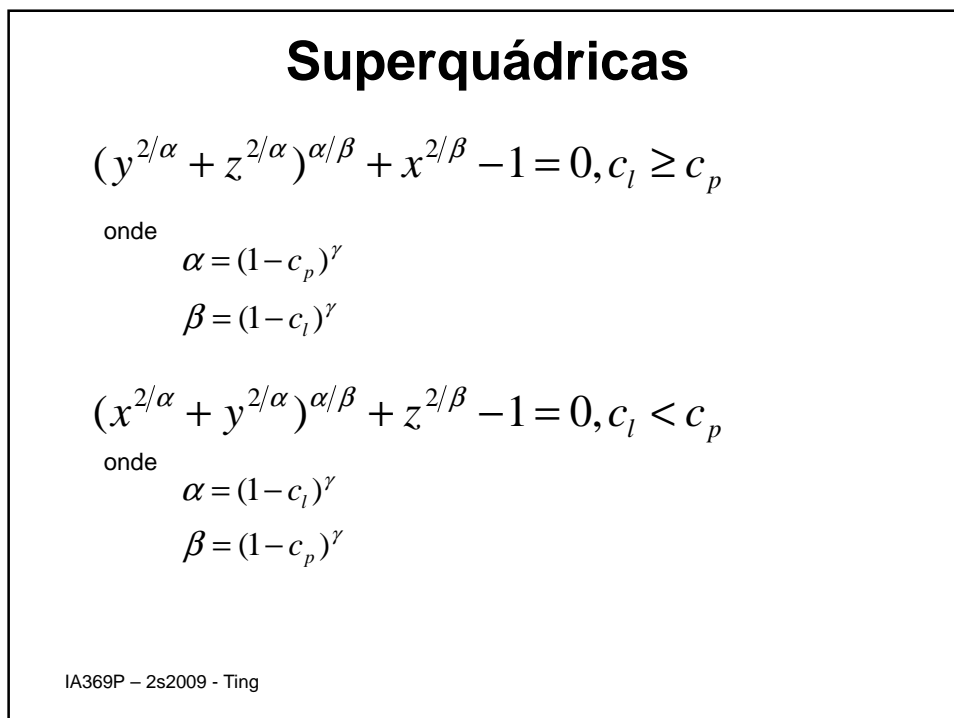 Superquádricas
(y^{2/α} + z^{2/α})^{α/β} + x^{2/β} − 1 = 0, c_l ≥ c_p
onde
α = (1 − c_p)^γ
β = (1 − c_l)^γ
(x^{2/α} + y^{2/α})^{α/β} + z^{2/β} − 1 = 0, c_l < c_p
onde
α = (1 − c_l)^γ
β = (1 − c_p)^γ
IA369P – 2s2009 - Ting